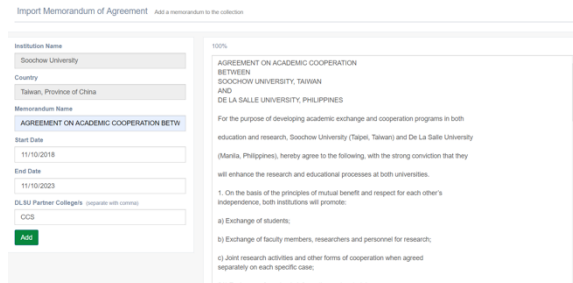 Import Memorandum of Agreement Add a memorandum to the collection
Institution Name
Soochow University
Country
Taiwan, Province of China
Memorandum Name
AGREEMENT ON ACADEMIC COOPERATION BETW
Start Date
11/10/2018
End Date
11/10/2023
DLSU Partner College/s (separate with comma)
CCS
Add
100%
AGREEMENT ON ACADEMIC COOPERATION
BETWEEN
SOOCHOW UNIVERSITY, TAIWAN
AND
DE LA SALLE UNIVERSITY, PHILIPPINES
For the purpose of developing academic exchange and cooperation programs in both
education and research, Soochow University (Taipei, Taiwan) and De La Salle University
(Manila, Philippines), hereby agree to the following, with the strong conviction that they
will enhance the research and educational processes at both universities.
1. On the basis of the principles of mutual benefit and respect for each other's
independence, both institutions will promote:
a) Exchange of students;
b) Exchange of faculty members, researchers and personnel for research;
c) Joint research activities and other forms of cooperation when agreed
separately on each specific case;